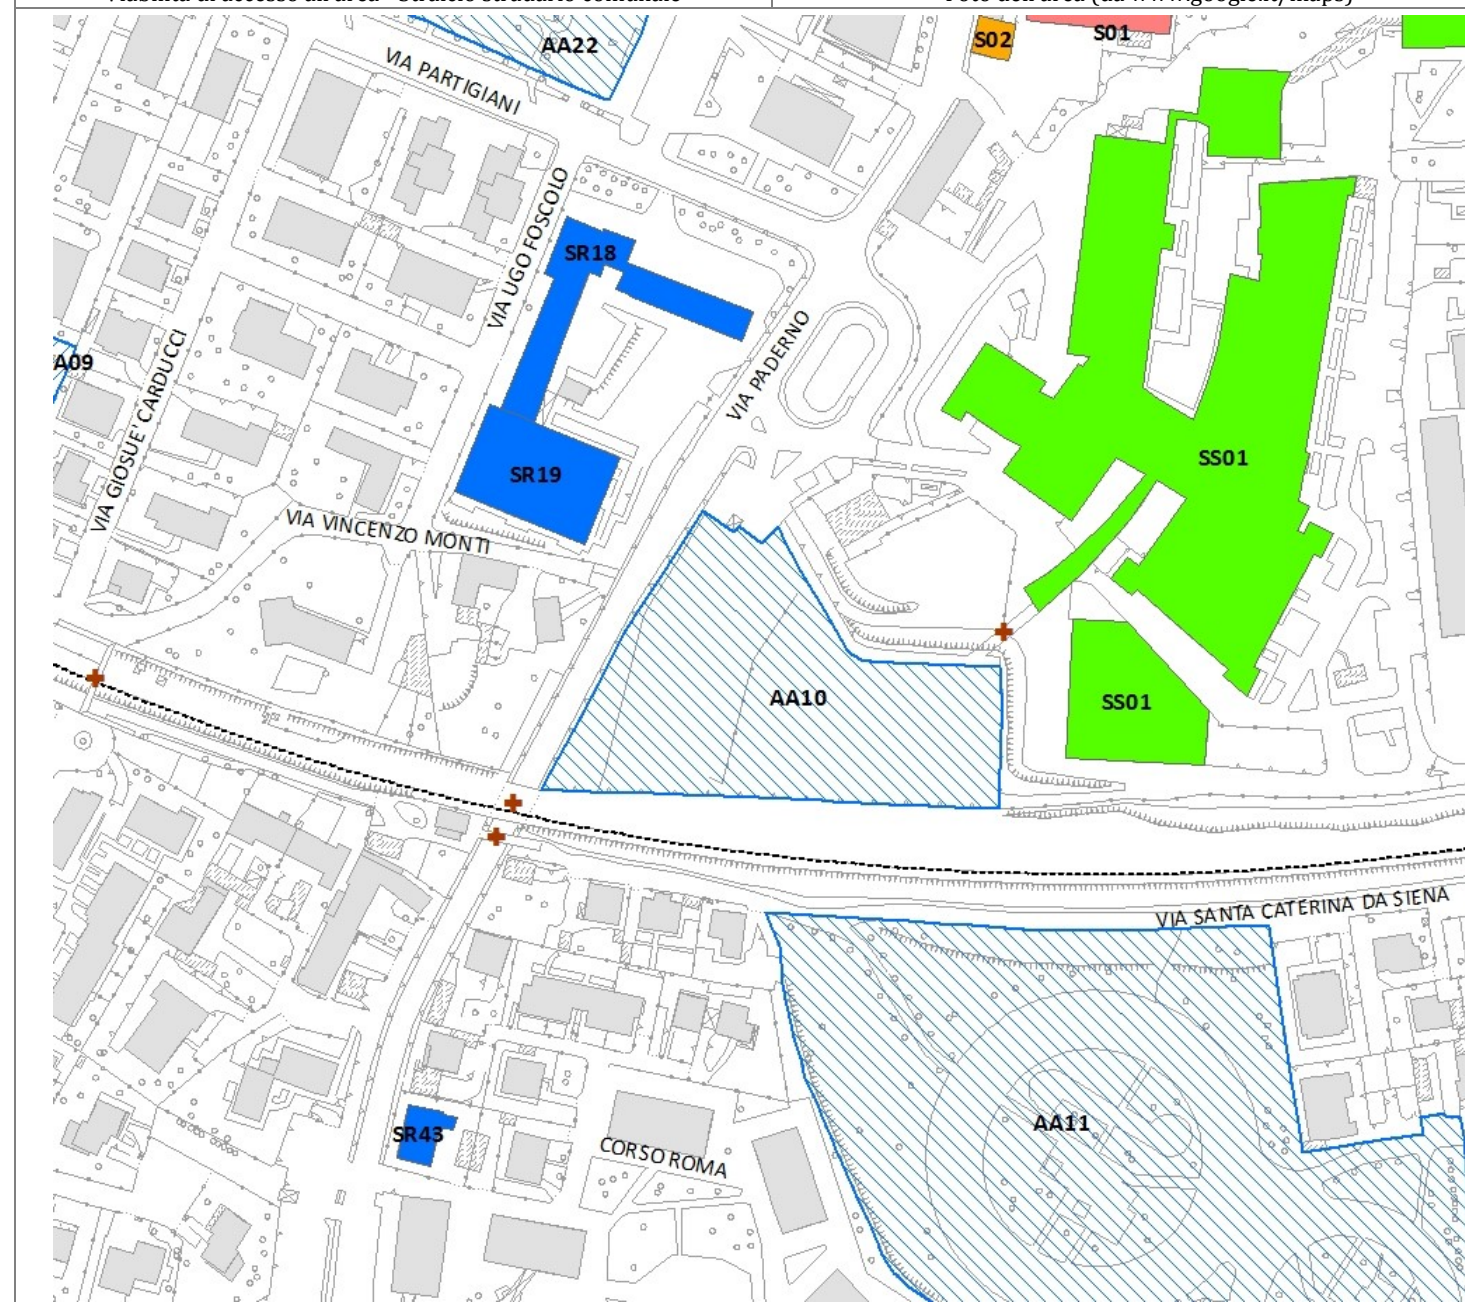 S01
S02
AA22
VIA PARTIGIANI
VIA UGO FOSCOLO
SR18
VIA PADERNO
A09
VIA GIOSUE' CARDUCCI
SS01
SR19
VIA VINCENZO MONTI
AA10
SS01
VIA SANTA CATERINA DA SIENA
AA11
SR43
CORSO ROMA